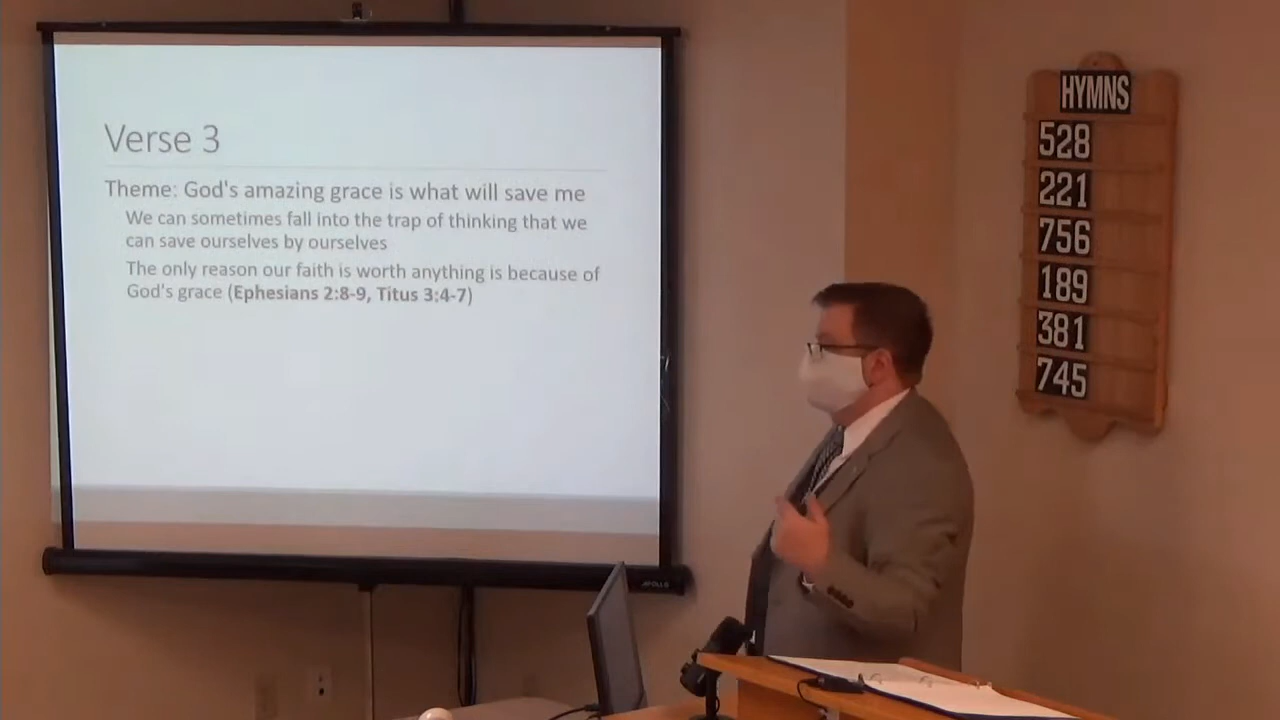 Verse 3
Theme: God's amazing grace is what will save me
We can sometimes fall into the trap of thinking that we
can save ourselves by ourselves
The only reason our faith is worth anything is because of
God's grace (Ephesians 2:8-9, Titus 3:4-7)
APOLLO
HYMNS
528
221
756
189
381
745